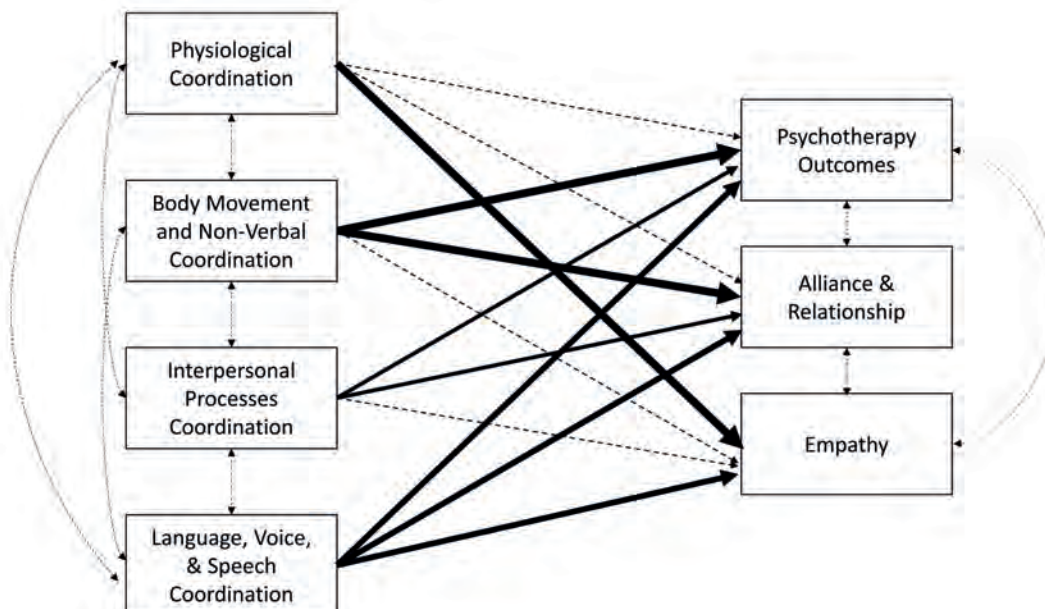 Physiological
Coordination
Body Movement
and Non-Verbal
Coordination
Interpersonal
Processes
Coordination
Language, Voice,
& Speech
Coordination
Psychotherapy
Outcomes
Alliance &
Relationship
Empathy